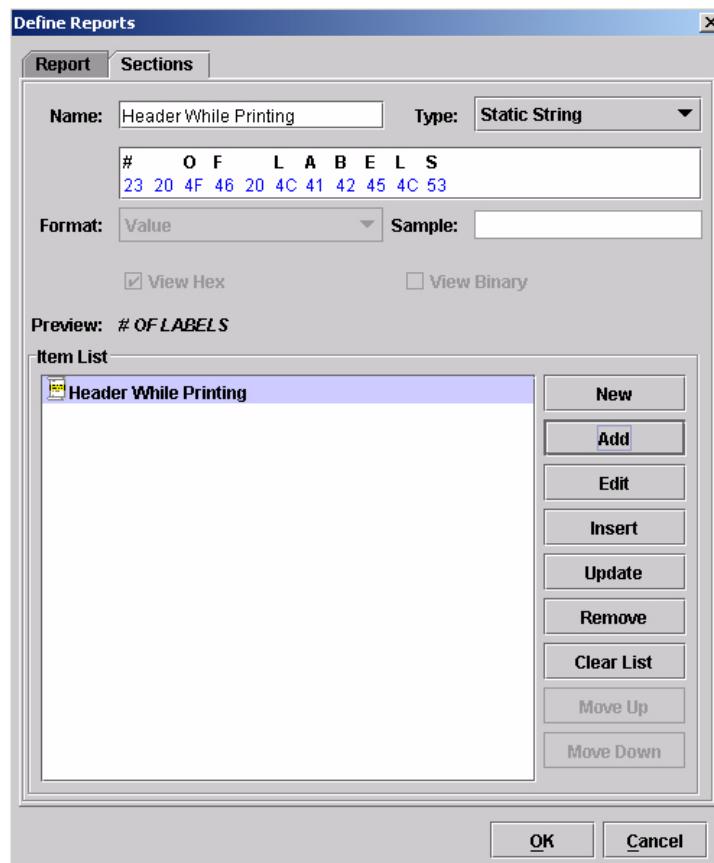 Define Reports
Report Sections
Name: Header While Printing Type: Static String
# O F L A B E L S
23 20 4F 46 20 4C 41 42 45 4C 53
Format: Value Sample:
View Hex View Binary
Preview: # OF LABELS
Item List
Header While Printing
New
Add
Edit
Insert
Update
Remove
Clear List
Move Up
Move Down
OK Cancel